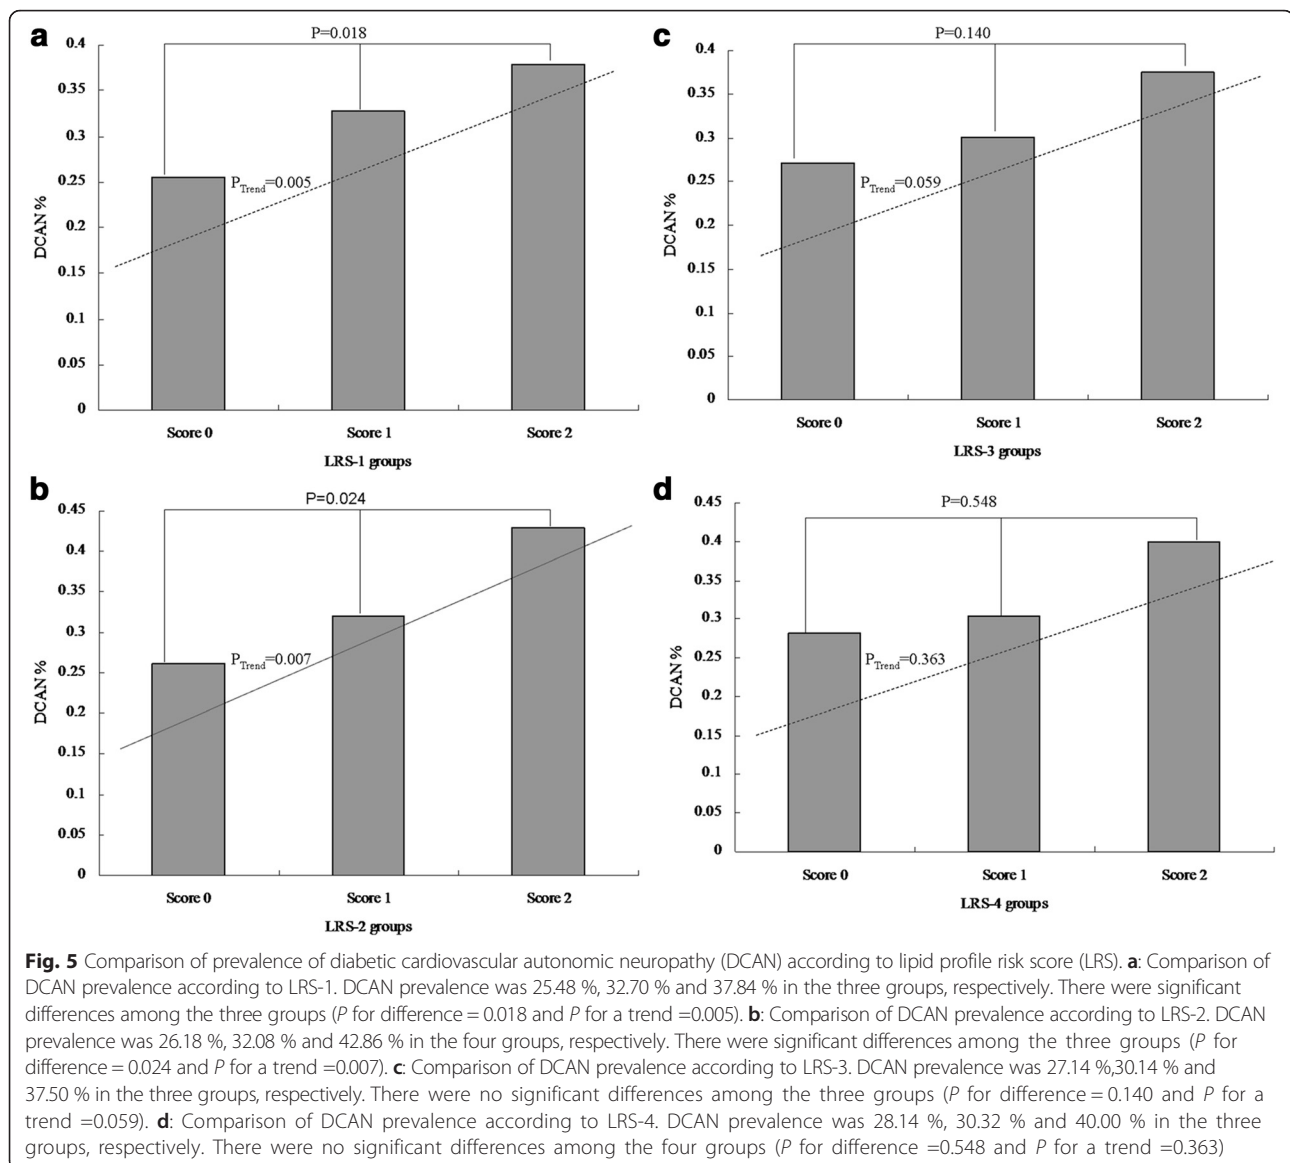 a
P=0.018
0.4
0.35
0.3
0.25
0.2
0.15
0.1
0.05
0
DCAN %
P_Trend=0.005
Score 0
Score 1
Score 2
LRS-1 groups
c
P=0.140
0.4
0.35
0.3
0.25
0.2
0.15
0.1
0.05
0
DCAN %
P_Trend=0.059
Score 0
Score 1
Score 2
LRS-3 groups
b
P=0.024
0.45
0.4
0.35
0.3
0.25
0.2
0.15
0.1
0.05
0
DCAN %
P_Trend=0.007
Score 0
Score 1
Score 2
LRS-2 groups
d
P=0.548
0.45
0.4
0.35
0.3
0.25
0.2
0.15
0.1
0.05
0
DCAN %
P_Trend=0.363
Score 0
Score 1
Score 2
LRS-4 groups
Fig. 5 Comparison of prevalence of diabetic cardiovascular autonomic neuropathy (DCAN) according to lipid profile risk score (LRS). a: Comparison of
DCAN prevalence according to LRS-1. DCAN prevalence was 25.48 %, 32.70 % and 37.84 % in the three groups, respectively. There were significant
differences among the three groups (P for difference = 0.018 and P for a trend =0.005). b: Comparison of DCAN prevalence according to LRS-2. DCAN
prevalence was 26.18 %, 32.08 % and 42.86 % in the four groups, respectively. There were significant differences among the three groups (P for
difference = 0.024 and P for a trend =0.007). c: Comparison of DCAN prevalence according to LRS-3. DCAN prevalence was 27.14 %,30.14 % and
37.50 % in the three groups, respectively. There were no significant differences among the three groups (P for difference = 0.140 and P for a
trend =0.059). d: Comparison of DCAN prevalence according to LRS-4. DCAN prevalence was 28.14 %, 30.32 % and 40.00 % in the three
groups, respectively. There were no significant differences among the four groups (P for difference =0.548 and P for a trend =0.363)